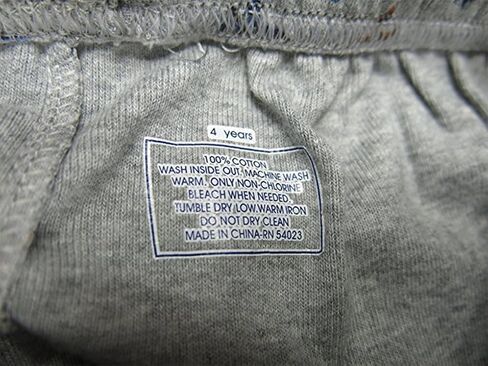 4 years
100% COTTON
WASH INSIDE OUT. MACHINE WASH
WARM. ONLY NON-CHLORINE
BLEACH WHEN NEEDED.
TUMBLE DRY LOW.WARM IRON
DO NOT DRY CLEAN
MADE IN CHINA-RN 54023